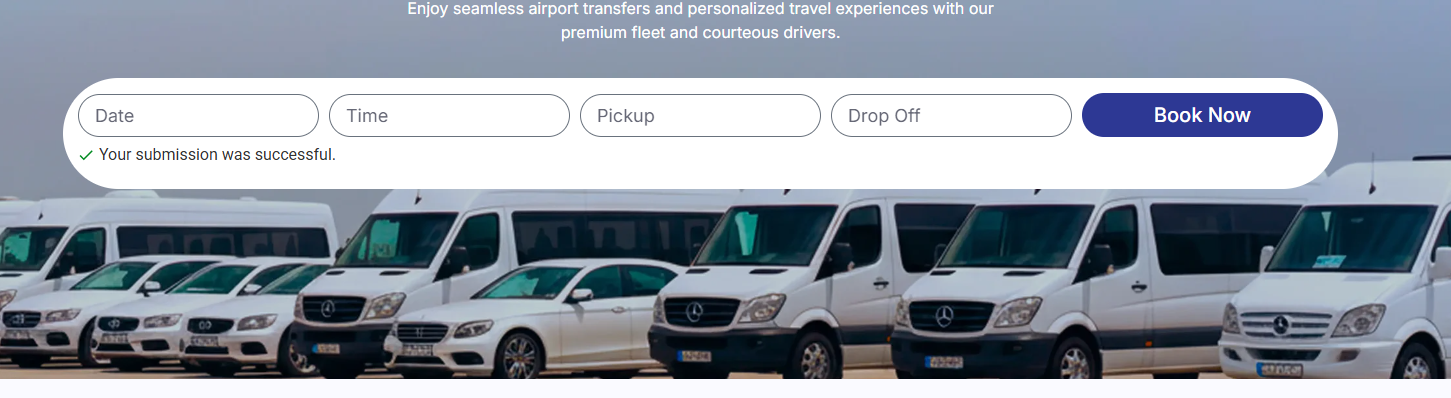 Enjoy seamless airport transfers and personalized travel experiences with our
premium fleet and courteous drivers.
Date
Time
Pickup
Drop Off
Book Now
Your submission was successful.